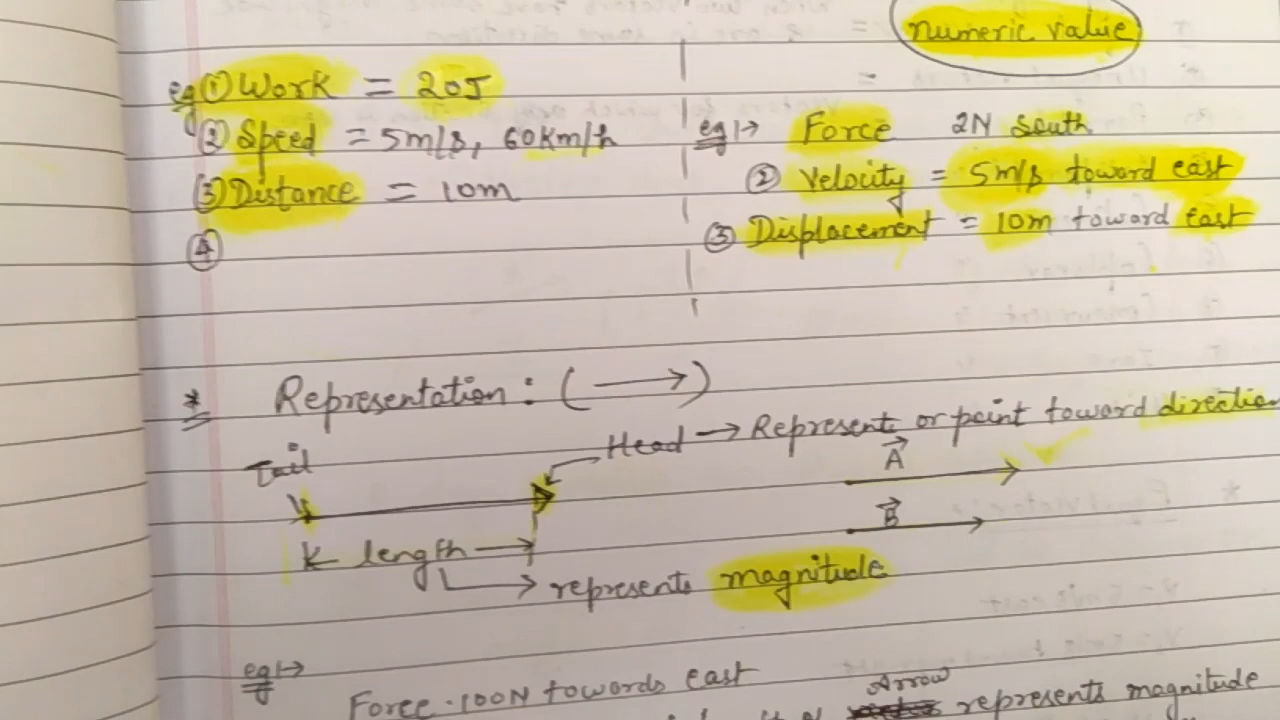 numeric value
eg ① Work = 20J
② Speed = 5m/s, 60Km/h
③ Distance = 10m
④
eg 1→ Force 2N South
② Velocity = 5m/s toward east
③ Displacement = 10m toward east
* Representation : ( → )
Tail
Head → Represents or point toward direction
A
B
length
represents magnitude
eg 1→
Force · 100N towards east
Arrow
represents magnitude